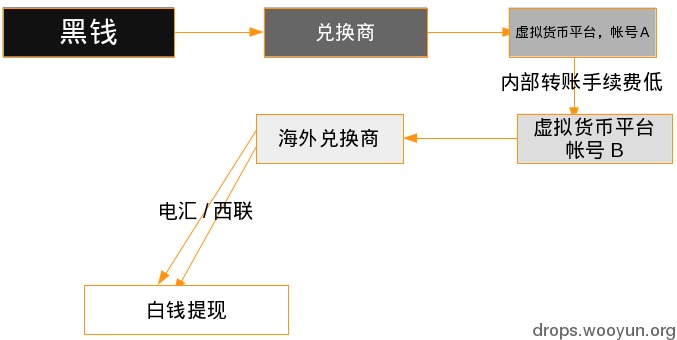 黑钱
兑换商
虚拟货币平台，帐号A
内部转账手续费低
虚拟货币平台
帐号 B
海外兑换商
电汇 / 西联
白钱提现
drops.wooyun.org